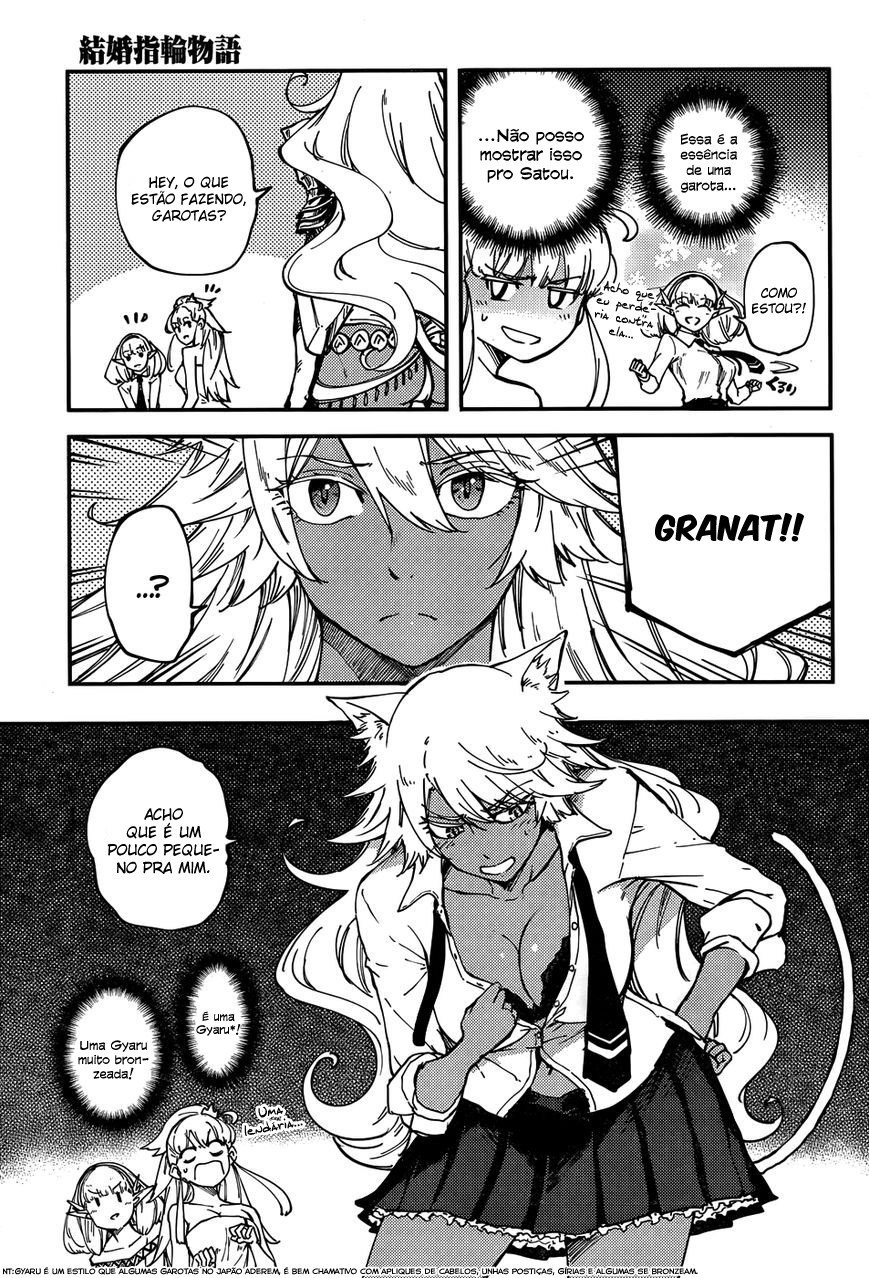 結婚指輪物語
Essa é a
essência de
uma
garota...
...Não posso
mostrar isso
pro Satou.
COMO
ESTOU?!
Acho que
eu perde-
ria contra
ela...
HEY, O QUE
ESTÃO FAZENDO,
GAROTAS?
GRANAT!!
....?
ACHO
QUE É UM
POUCO PEQUE-
NO PRA MIM.
É uma
Gyaru*!
Uma Gyaru
muito bron-
zeada!
Uma
lendária...
NT:GYARU É UM ESTILO QUE ALGUMAS GAROTAS NO JAPÃO ADEREM, É BEM CHAMATIVO COM APLIQUES DE CABELOS, UNHAS POSTIÇAS, GÍRIAS E ALGUMAS SE BRONZEAM.